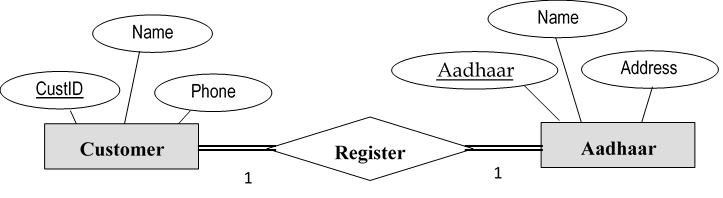 Name
CustID
Phone
Customer
1
Register
1
Name
Aadhaar
Address
Aadhaar